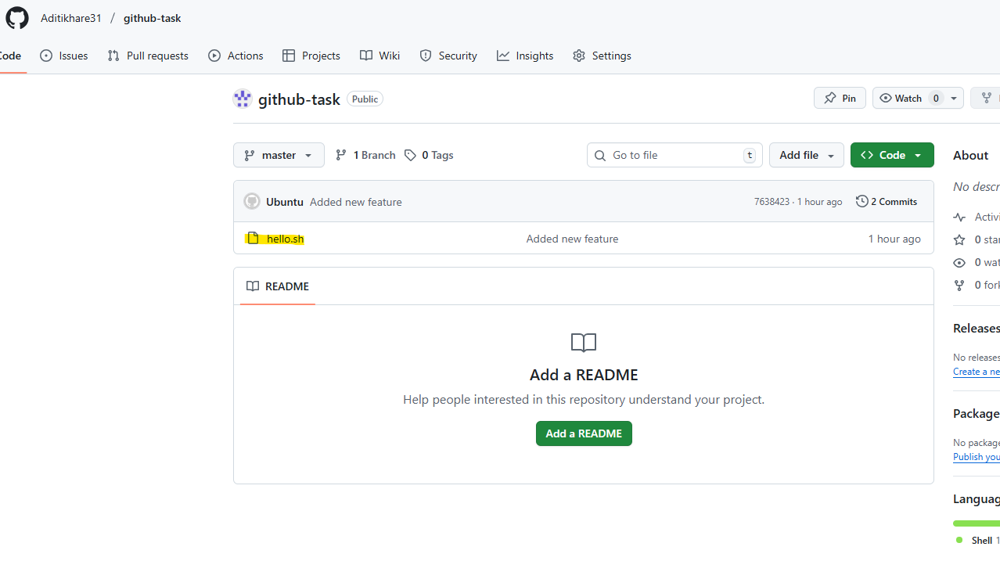 Aditikhare31 / github-task
Code Issues Pull requests Actions Projects Wiki Security Insights Settings
github-task Public Pin Watch 0
master 1 Branch 0 Tags Go to file t Add file Code
Ubuntu Added new feature 7638423 · 1 hour ago 2 Commits
hello.sh Added new feature 1 hour ago
README
Add a README
Help people interested in this repository understand your project.
Add a README
About
No descr
Activi
0 star
0 wat
0 fork
Releases
No releases
Create a ne
Package
No package
Publish you
Languag
Shell 1